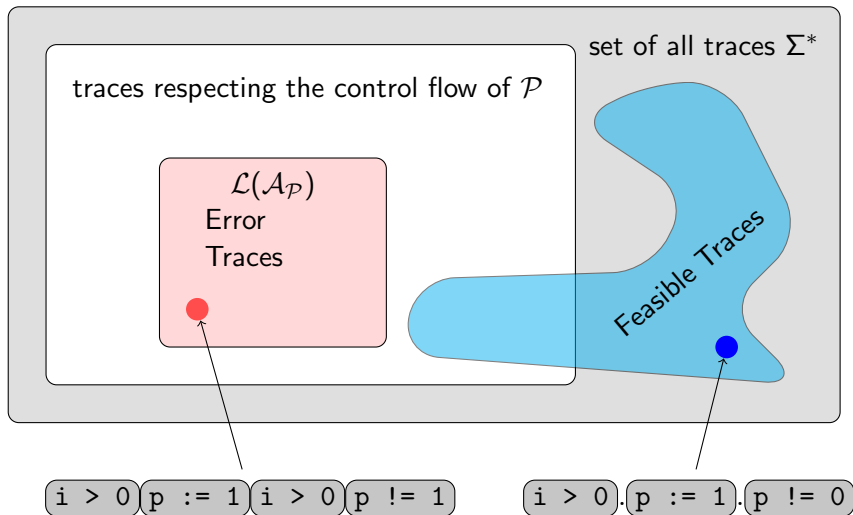 set of all traces Σ*
traces respecting the control flow of 𝒫
ℒ(𝒜_𝒫)
Error
Traces
Feasible Traces
i > 0 p := 1 i > 0 p != 1
i > 0 . p := 1 . p != 0